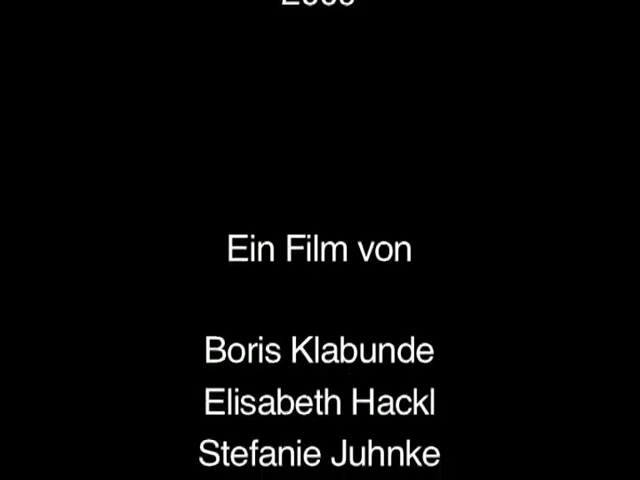 Ein Film von
Boris Klabunde
Elisabeth Hackl
Stefanie Juhnke